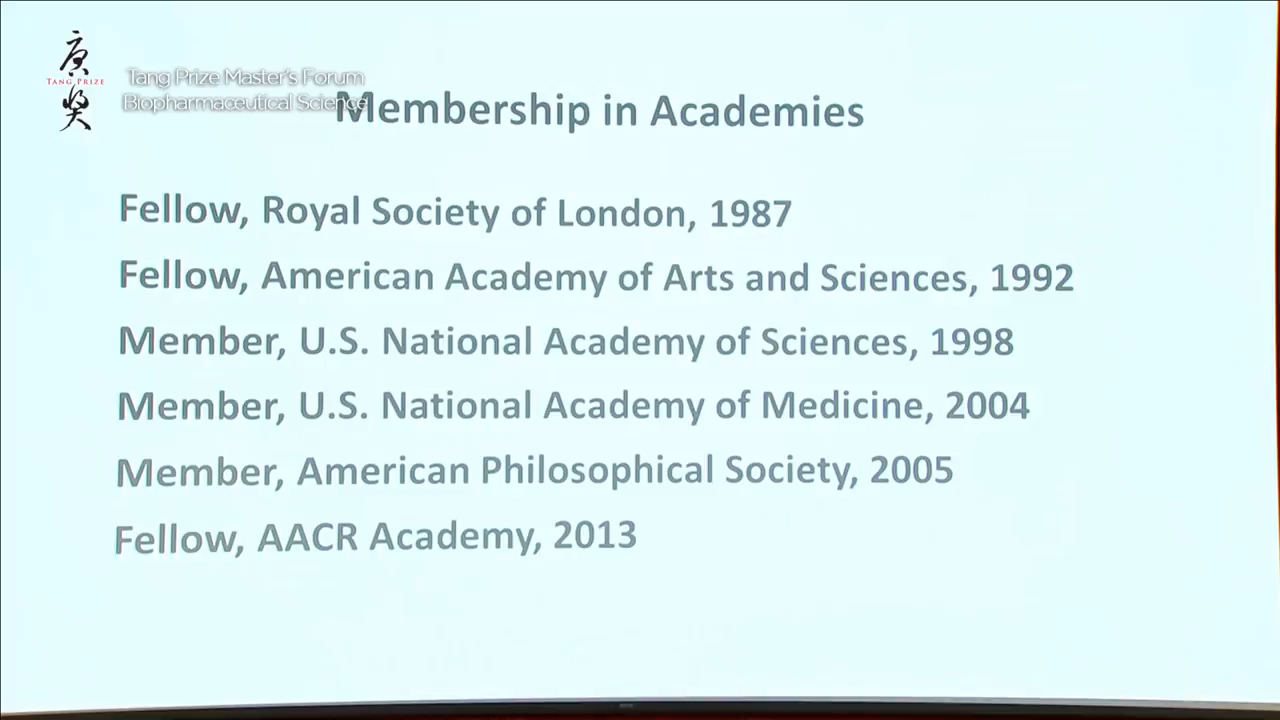 唐
TANG PRIZE
奬
Tang Prize Master's Forum
Biopharmaceutical Science
Membership in Academies
Fellow, Royal Society of London, 1987
Fellow, American Academy of Arts and Sciences, 1992
Member, U.S. National Academy of Sciences, 1998
Member, U.S. National Academy of Medicine, 2004
Member, American Philosophical Society, 2005
Fellow, AACR Academy, 2013